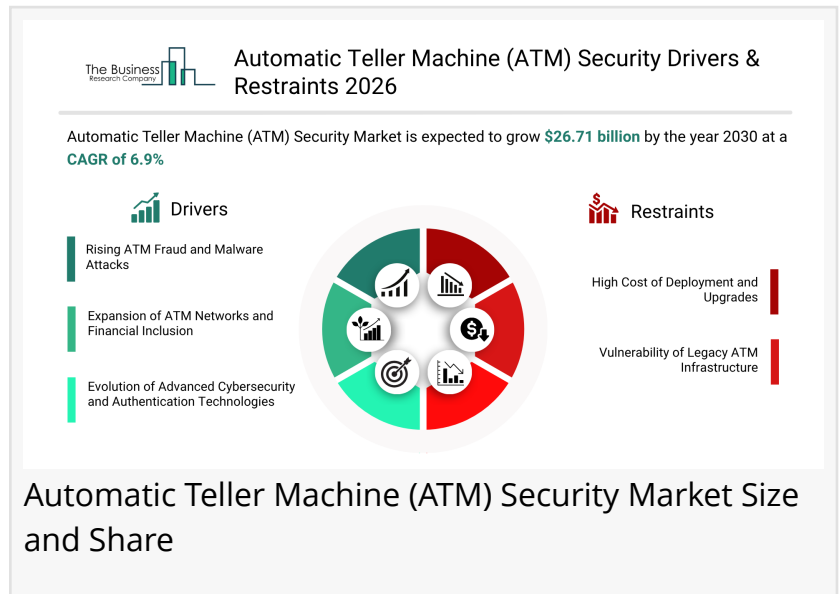 The Business
Research Company
Automatic Teller Machine (ATM) Security Drivers &
Restraints 2026
Automatic Teller Machine (ATM) Security Market is expected to grow $26.71 billion by the year 2030 at a
CAGR of 6.9%
Drivers
Rising ATM Fraud and Malware
Attacks
Expansion of ATM Networks and
Financial Inclusion
Evolution of Advanced Cybersecurity
and Authentication Technologies
$
Restraints
High Cost of Deployment and
Upgrades
Vulnerability of Legacy ATM
Infrastructure
$
Automatic Teller Machine (ATM) Security Market Size
and Share